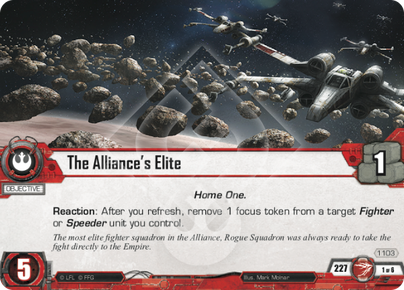 The Alliance's Elite
1
OBJECTIVE
Home One.
Reaction: After you refresh, remove 1 focus token from a target Fighter
or Speeder unit you control.
The most elite fighter squadron in the Alliance, Rogue Squadron was always ready to take the
fight directly to the Empire.
1103
5
© LFL © FFG
Illus. Mark Molnar
227
1 of 6